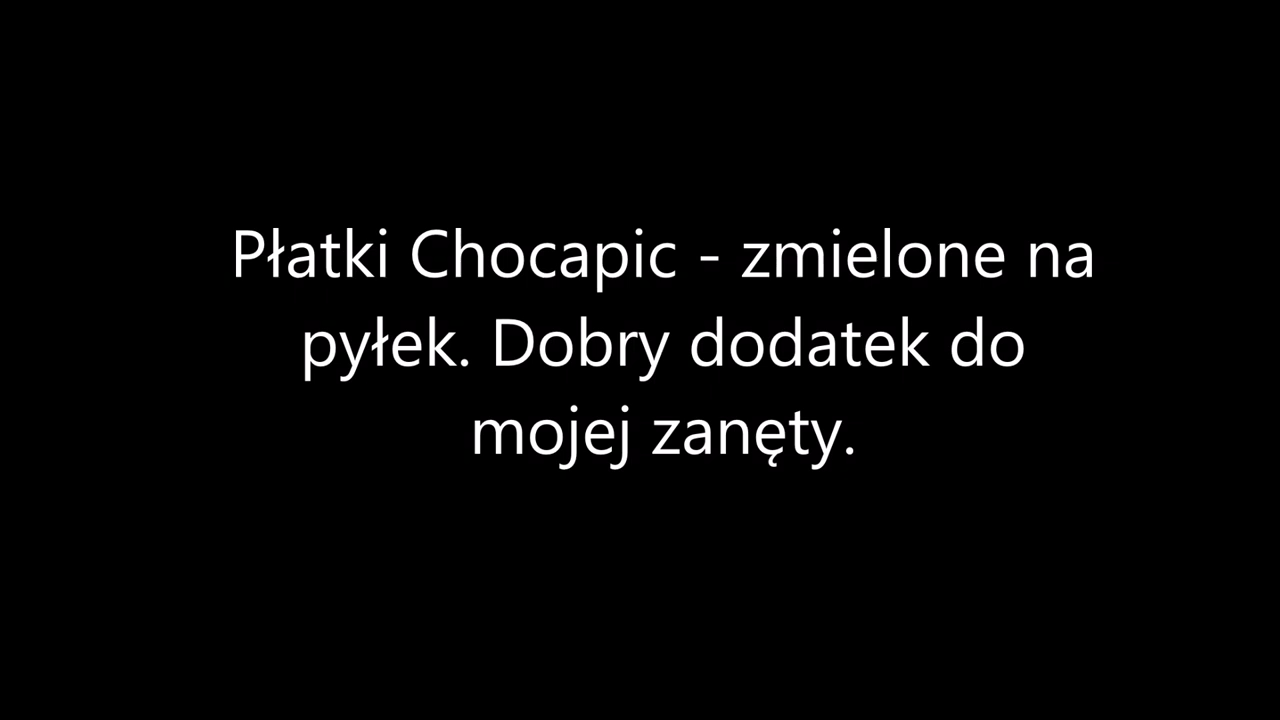 Płatki Chocapic - zmielone na
pyłek. Dobry dodatek do
mojej zanęty.